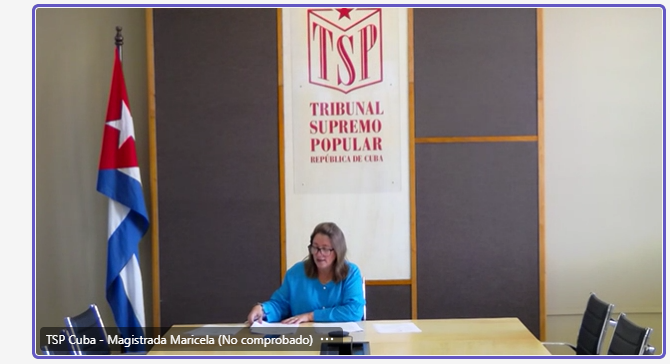 TSP
TRIBUNAL
SUPREMO
POPULAR
REPÚBLICA DE CUBA
TSP Cuba - Magistrada Maricela (No comprobado) ···